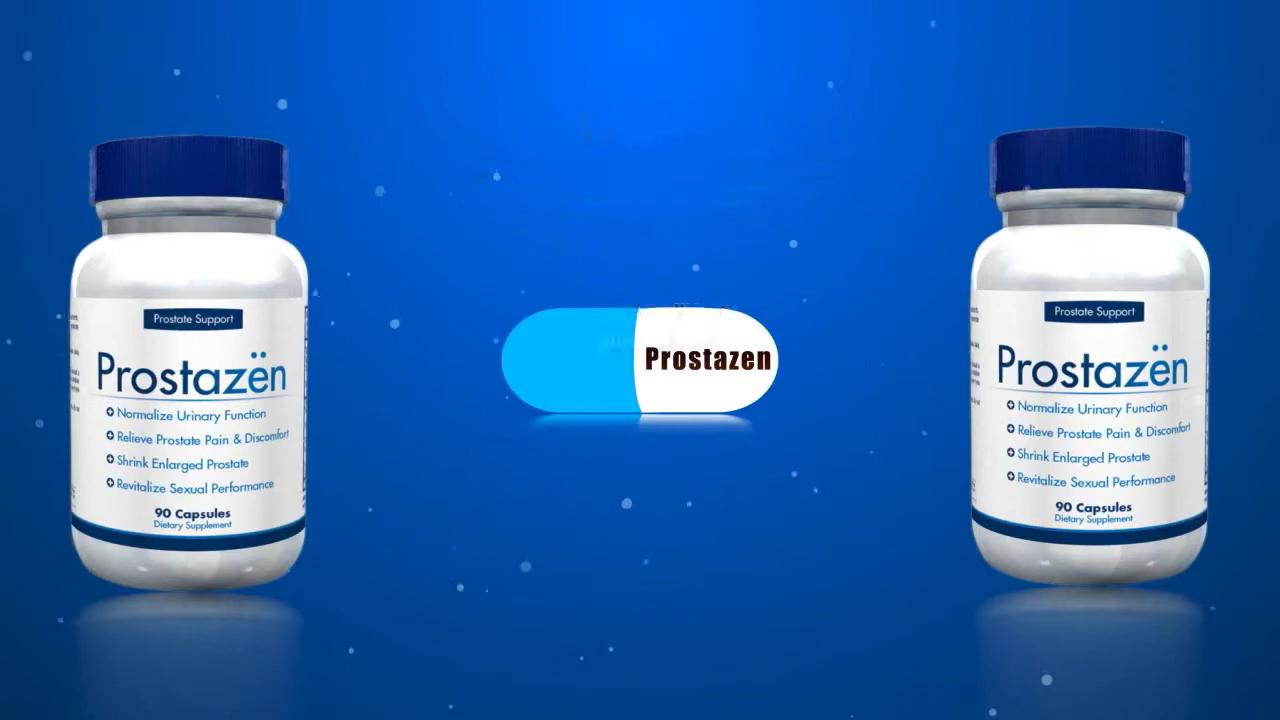 Prostate Support
Prostazën
Normalize Urinary Function
Relieve Prostate Pain & Discomfort
Shrink Enlarged Prostate
Revitalize Sexual Performance
90 Capsules
Dietary Supplement
Prostazen
Prostate Support
Prostazën
Normalize Urinary Function
Relieve Prostate Pain & Discomfort
Shrink Enlarged Prostate
Revitalize Sexual Performance
90 Capsules
Dietary Supplement